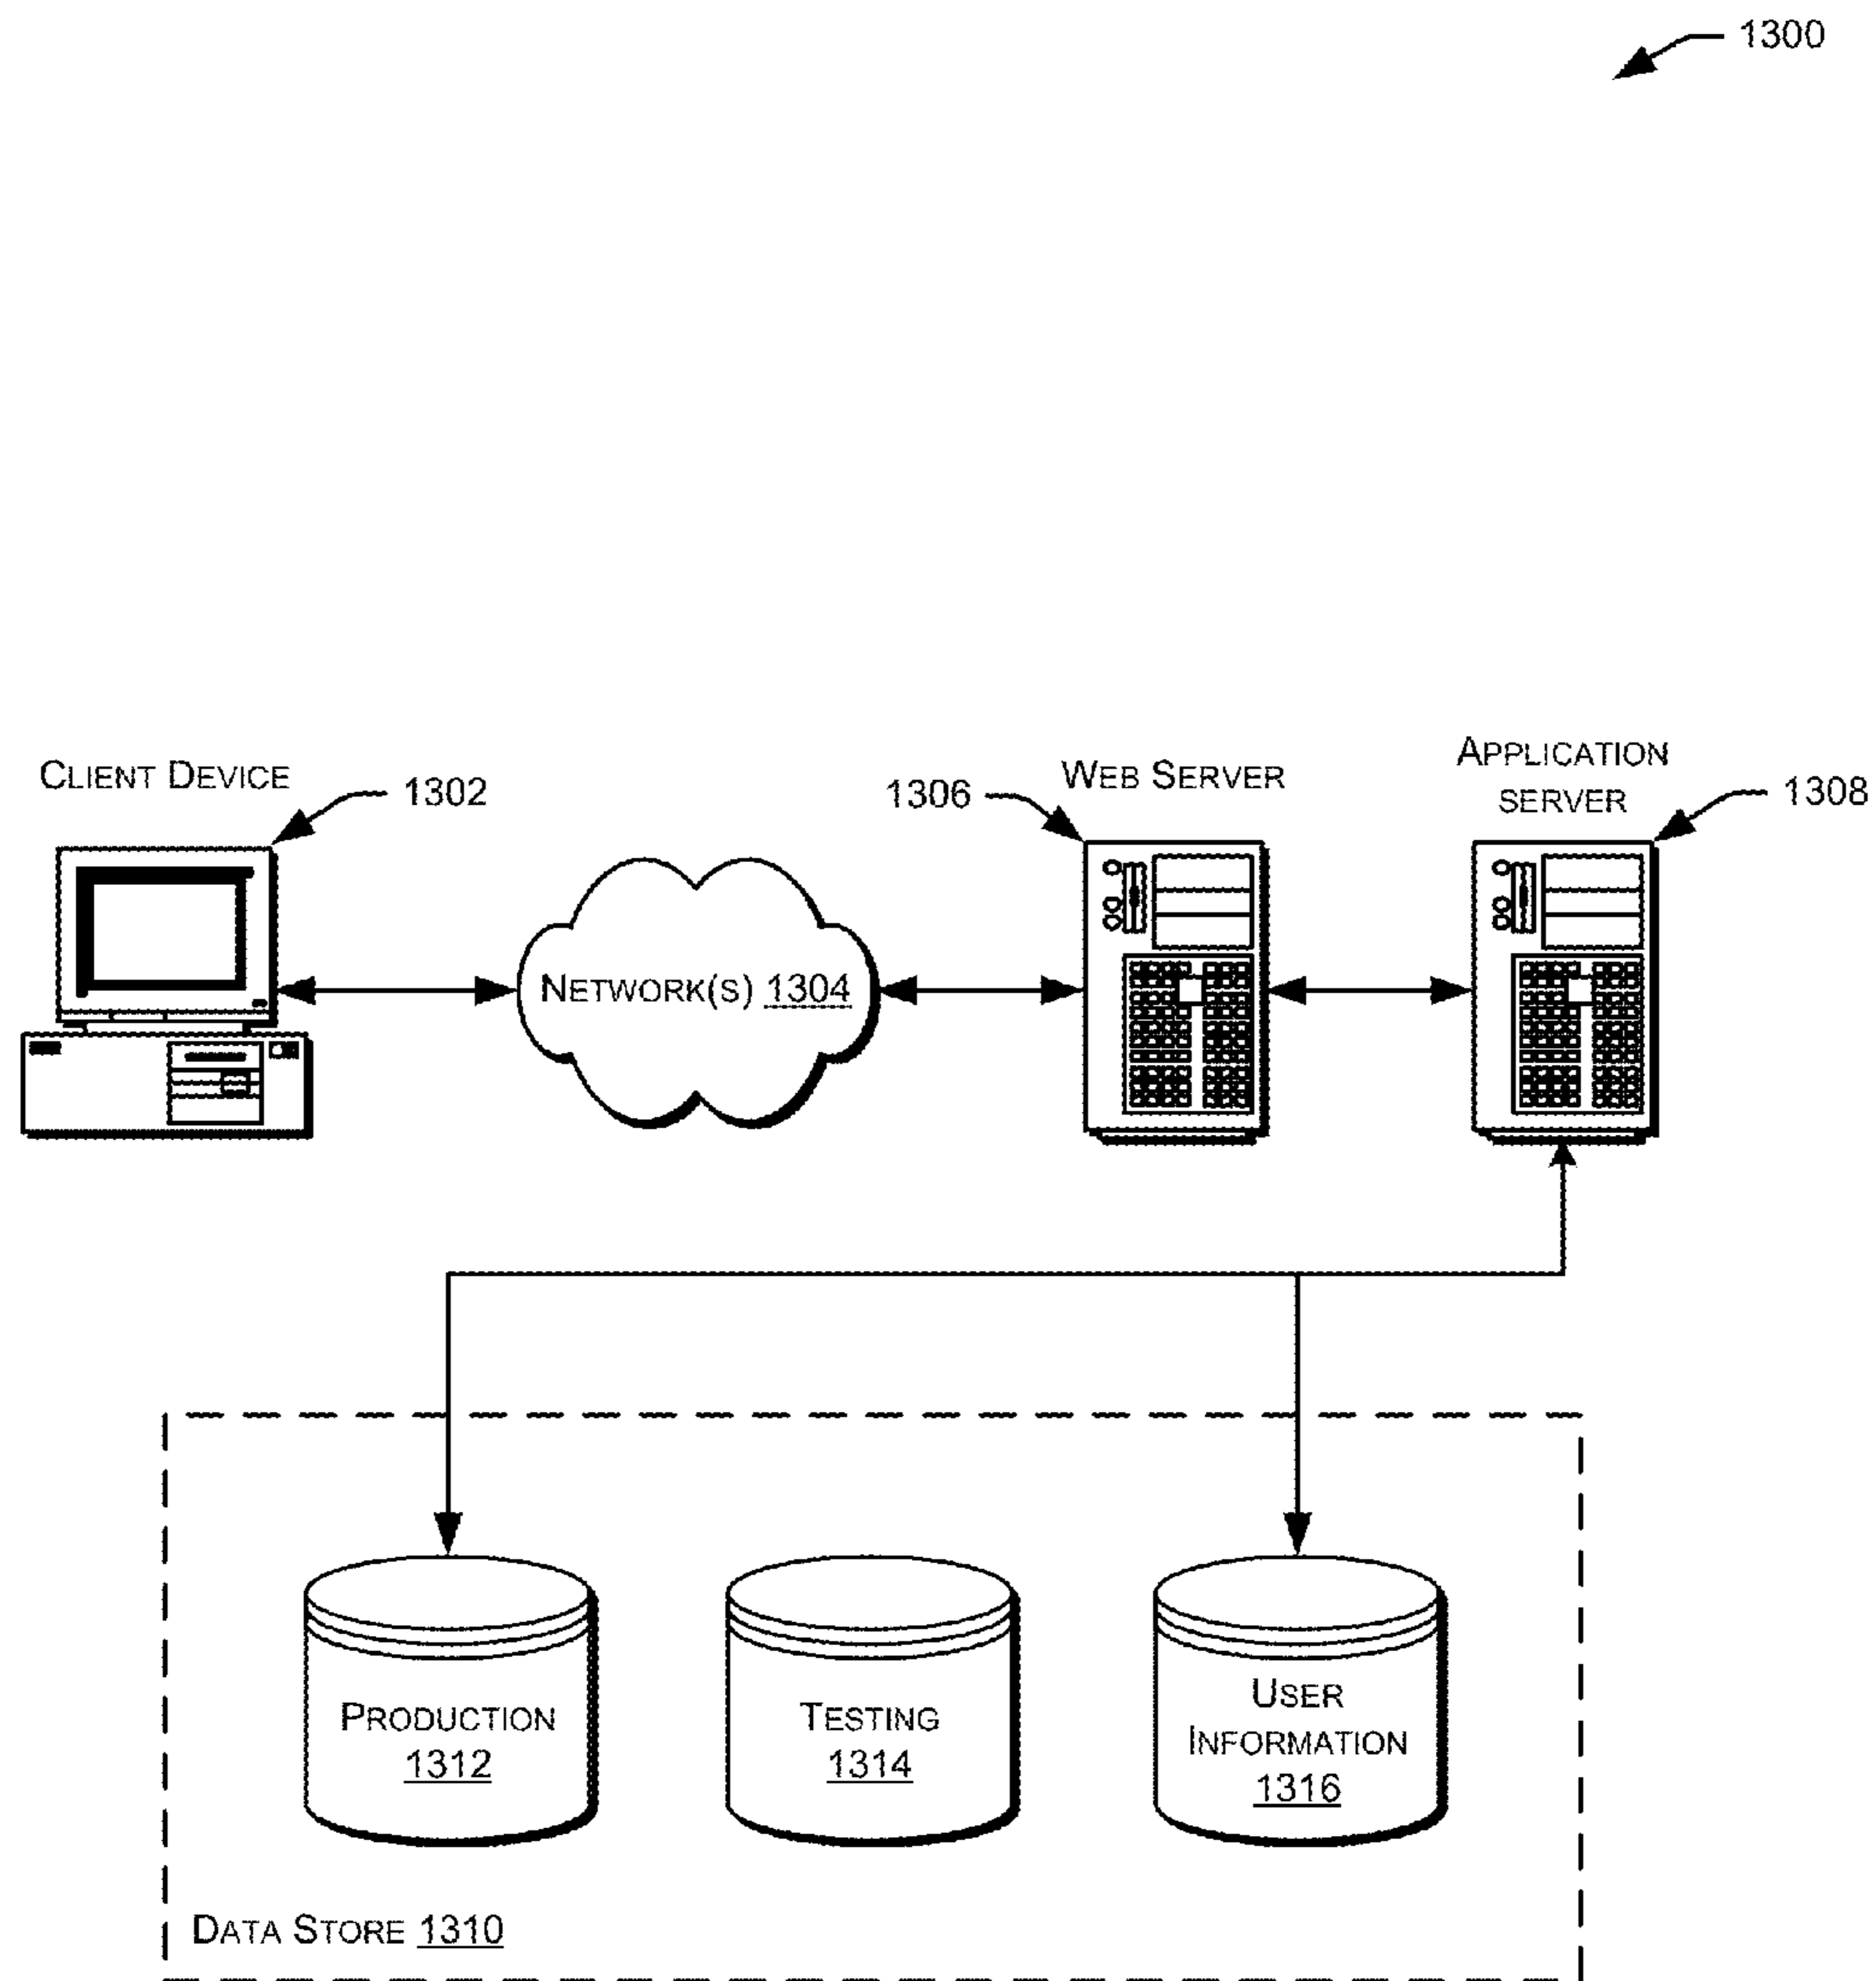 1300
CLIENT DEVICE
1302
1306
WEB SERVER
APPLICATION
SERVER
1308
NETWORK(S) 1304
PRODUCTION
1312
TESTING
1314
USER
INFORMATION
1316
DATA STORE 1310